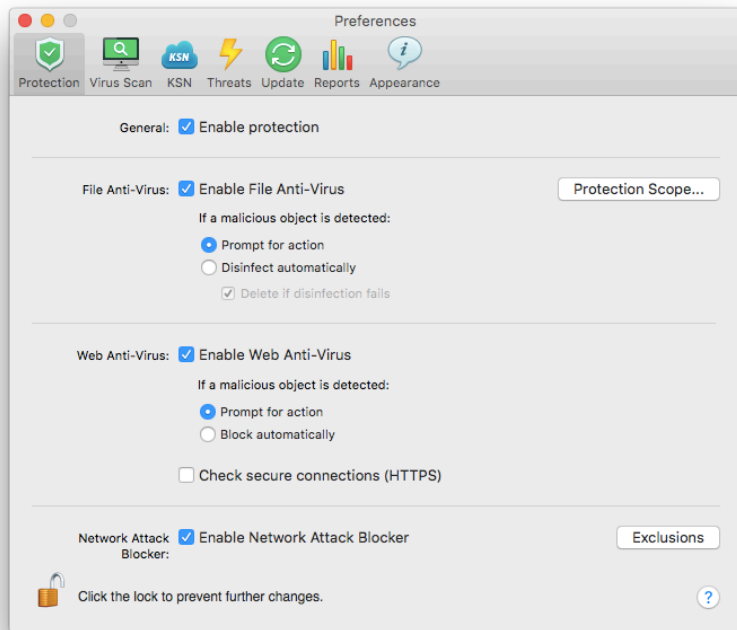 Preferences
KSN
Protection Virus Scan KSN Threats Update Reports Appearance
General: Enable protection
File Anti-Virus: Enable File Anti-Virus Protection Scope...
If a malicious object is detected:
Prompt for action
Disinfect automatically
Delete if disinfection fails
Web Anti-Virus: Enable Web Anti-Virus
If a malicious object is detected:
Prompt for action
Block automatically
Check secure connections (HTTPS)
Network Attack Enable Network Attack Blocker Exclusions
Blocker:
Click the lock to prevent further changes. ?